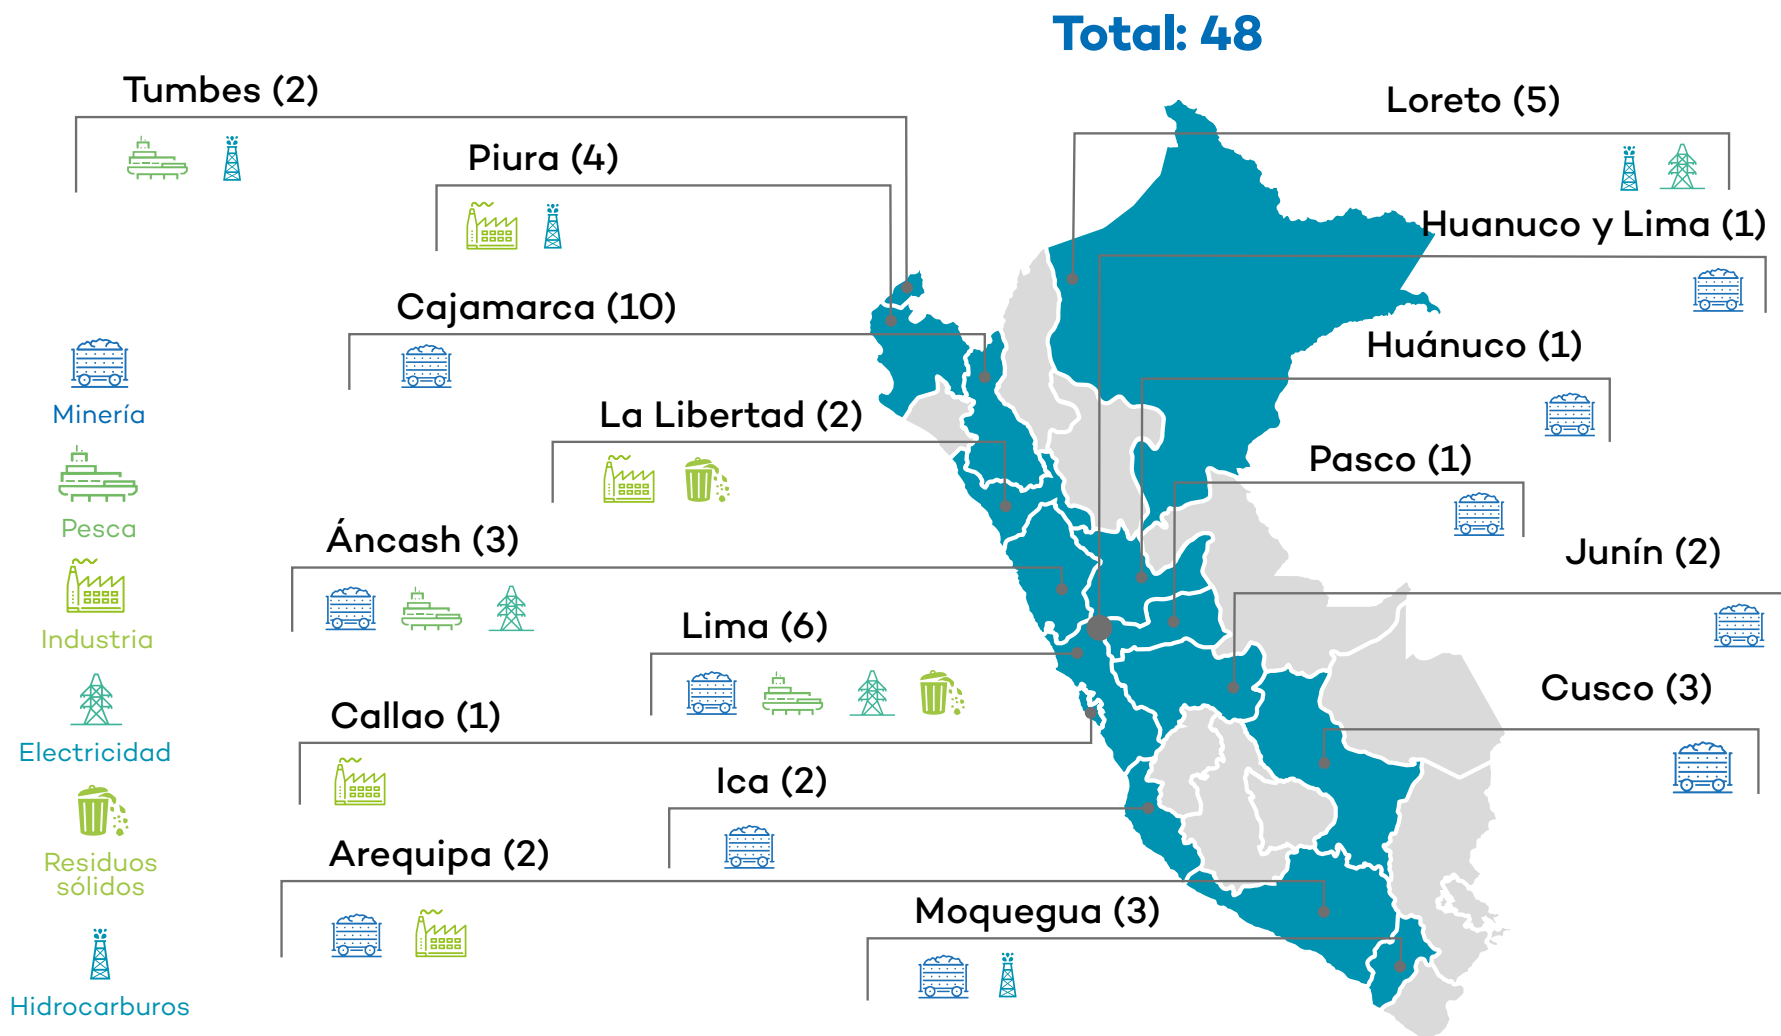 Total: 48
Tumbes (2)
Loreto (5)
Piura (4)
Huanuco y Lima (1)
Cajamarca (10)
Huánuco (1)
Minería
La Libertad (2)
Pasco (1)
Pesca
Áncash (3)
Junín (2)
Industria
Lima (6)
Cusco (3)
Callao (1)
Electricidad
Ica (2)
Arequipa (2)
Residuos
sólidos
Moquegua (3)
Hidrocarburos